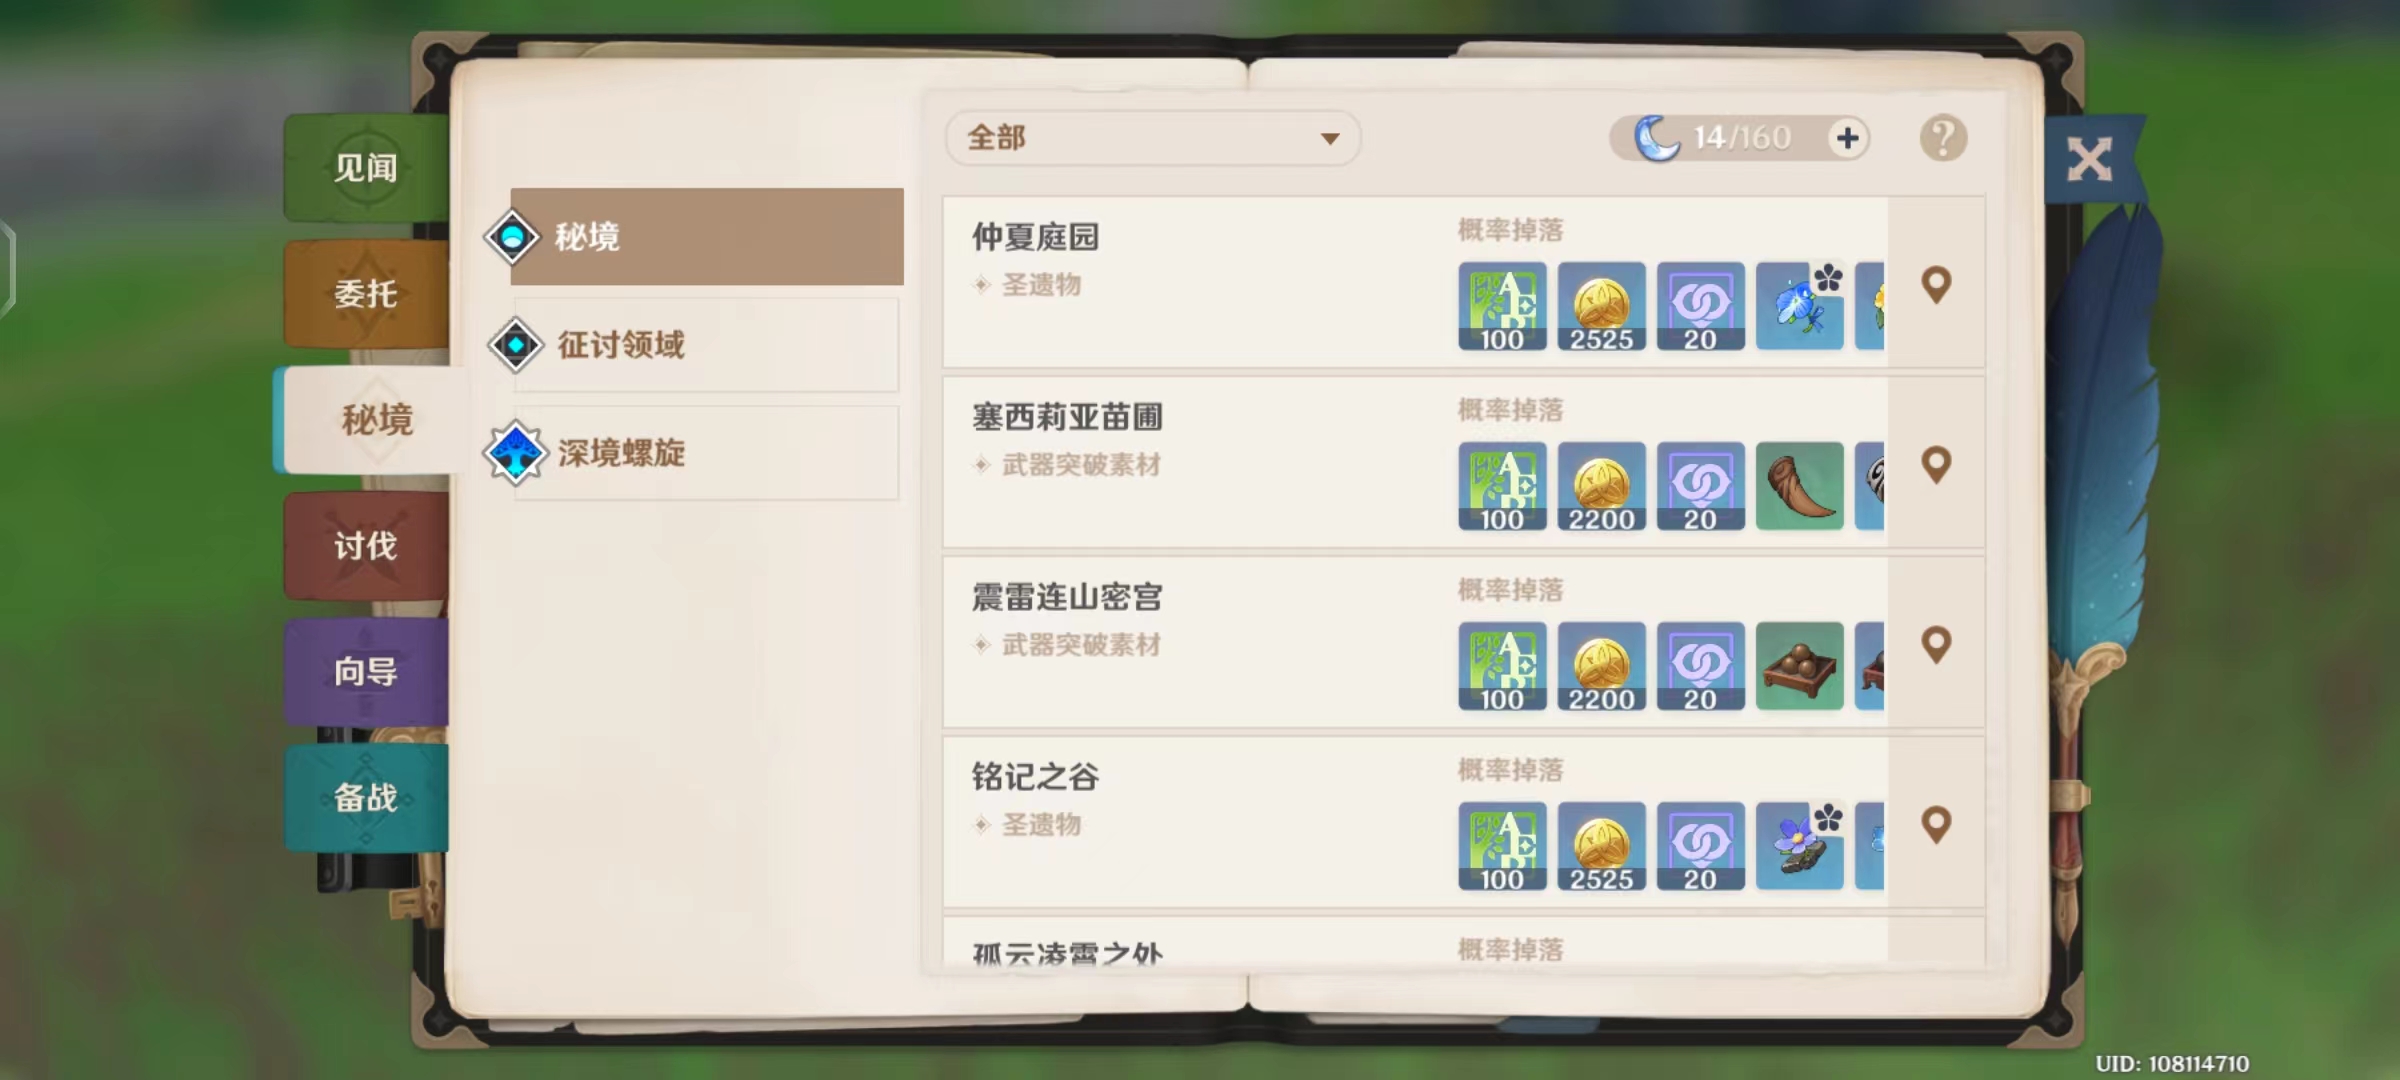 见闻
委托
秘境
讨伐
向导
备战
秘境
征讨领域
深境螺旋
全部
14/160
仲夏庭园
圣遗物
概率掉落
100
2525
20
塞西莉亚苗圃
武器突破素材
概率掉落
100
2200
20
震雷连山密宫
武器突破素材
概率掉落
100
2200
20
铭记之谷
圣遗物
概率掉落
100
2525
20
孤云凌霄之处
概率掉落
UID: 108114710